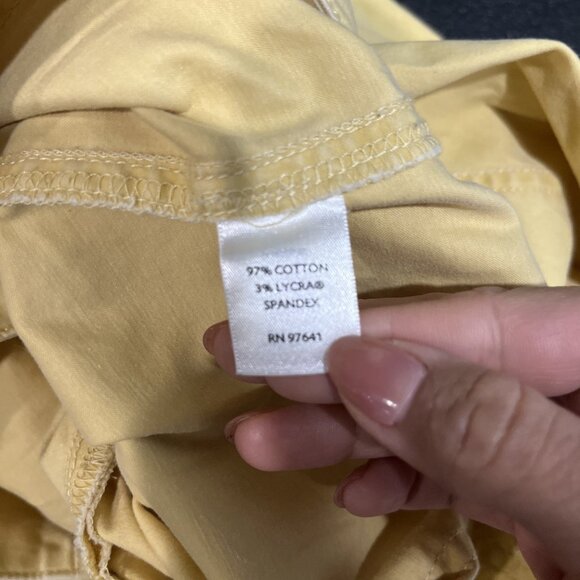 97% COTTON
3% LYCRA®
SPANDEX
RN 97641